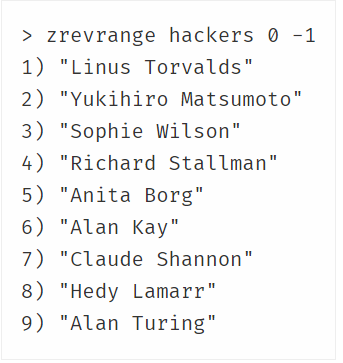 > zrevrange hackers 0 -1
1) "Linus Torvalds"
2) "Yukihiro Matsumoto"
3) "Sophie Wilson"
4) "Richard Stallman"
5) "Anita Borg"
6) "Alan Kay"
7) "Claude Shannon"
8) "Hedy Lamarr"
9) "Alan Turing"